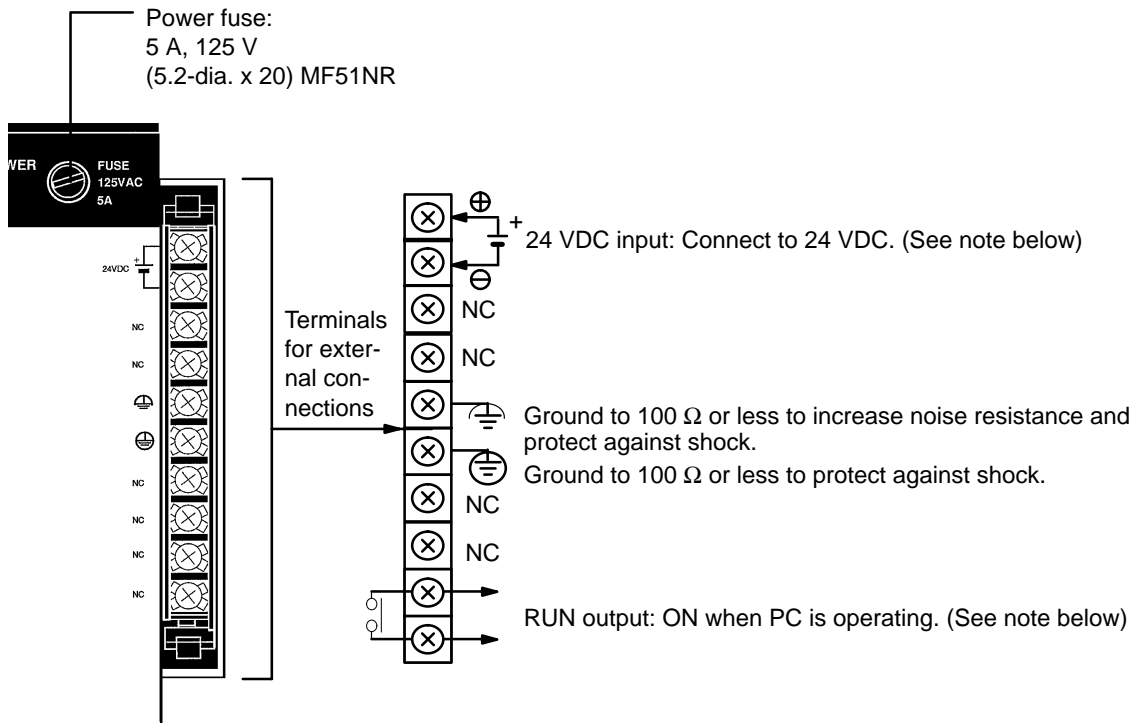 Power fuse:
5 A, 125 V
(5.2-dia. x 20) MF51NR
WER
FUSE
125VAC
5A
24VDC
+
NC
NC
NC
NC
NC
NC
Terminals
for exter-
nal con-
nections
+
24 VDC input: Connect to 24 VDC. (See note below)
NC
NC
Ground to 100 Ω or less to increase noise resistance and
protect against shock.
Ground to 100 Ω or less to protect against shock.
NC
NC
RUN output: ON when PC is operating. (See note below)